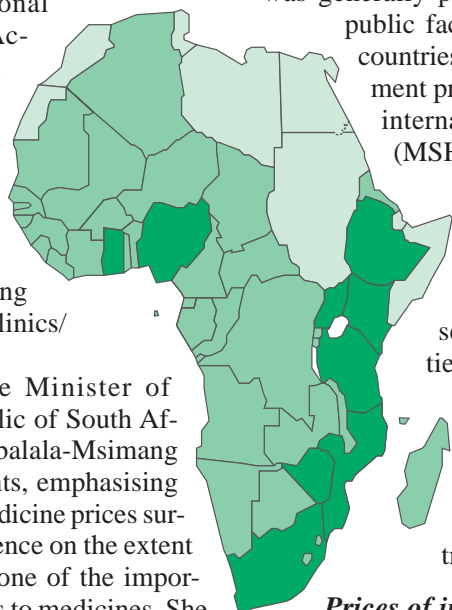 onal
Ac-
ng
linics/
e Minister of
lic of South Af-
balala-Msimang
nts, emphasising
dicine prices sur-
ence on the extent
one of the impor-
s to medicines. She
was generally p
public fac
countries
ment pr
interna
(MSH
so
tie
tr
Prices of i